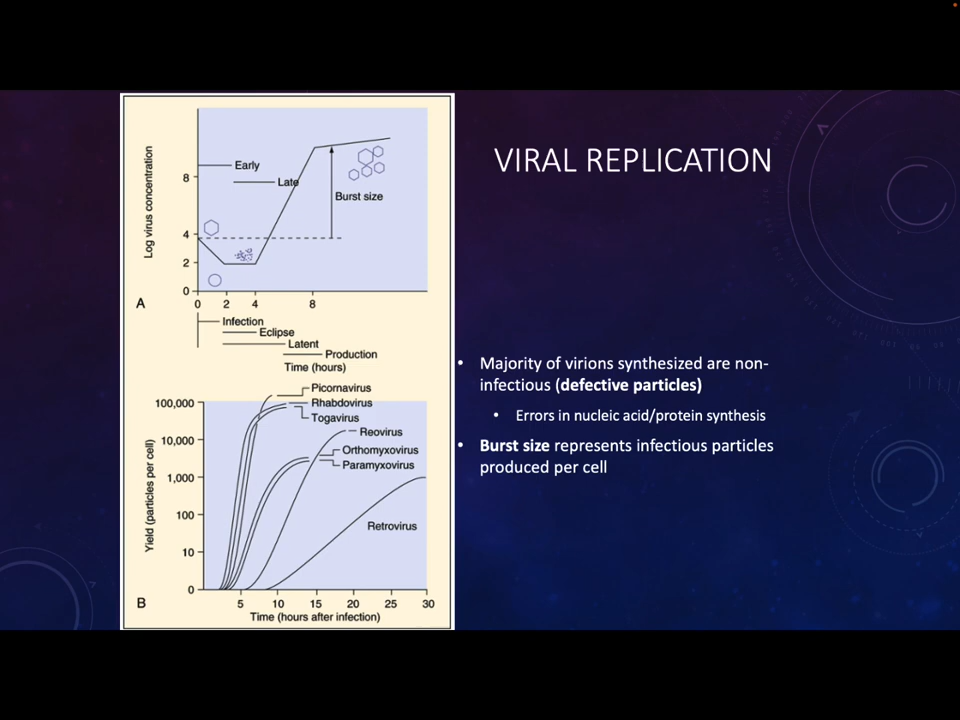 VIRAL REPLICATION
Log virus concentration
8
4
2
0
Early
Late
Burst size
A
0 2 4 8
Infection
Eclipse
Latent
Production
Time (hours)
Yield (particles per cell)
100,000
10,000
1,000
100
10
0
Picornavirus
Rhabdovirus
Togavirus
Reovirus
Orthomyxovirus
Paramyxovirus
Retrovirus
B
5 10 15 20 25 30
Time (hours after infection)
• Majority of virions synthesized are non-
infectious (defective particles)
• Errors in nucleic acid/protein synthesis
• Burst size represents infectious particles
produced per cell